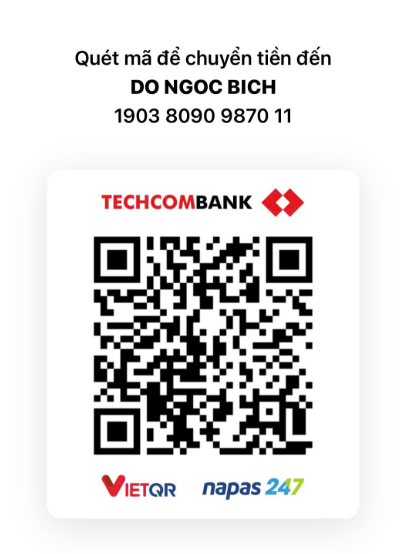 Quét mã để chuyển tiền đến
DO NGOC BICH
1903 8090 9870 11
TECHCOMBANK
VIETQR napas 247